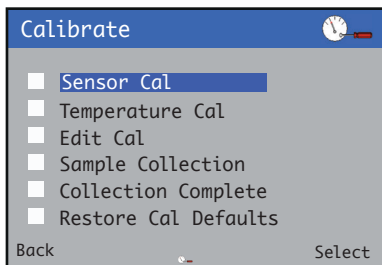 Calibrate
Sensor Cal
Temperature Cal
Edit Cal
Sample Collection
Collection Complete
Restore Cal Defaults
Back Select